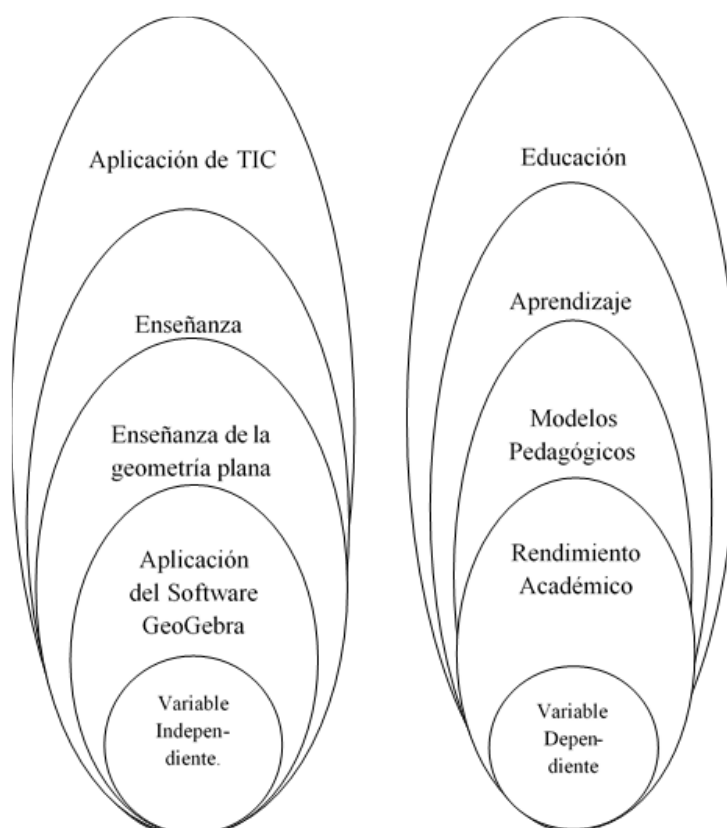 Aplicación de TIC
Enseñanza
Enseñanza de la
geometría plana
Aplicación
del Software
GeoGebra
Variable
Indepen-
diente.
Educación
Aprendizaje
Modelos
Pedagógicos
Rendimiento
Académico
Variable
Depen-
diente